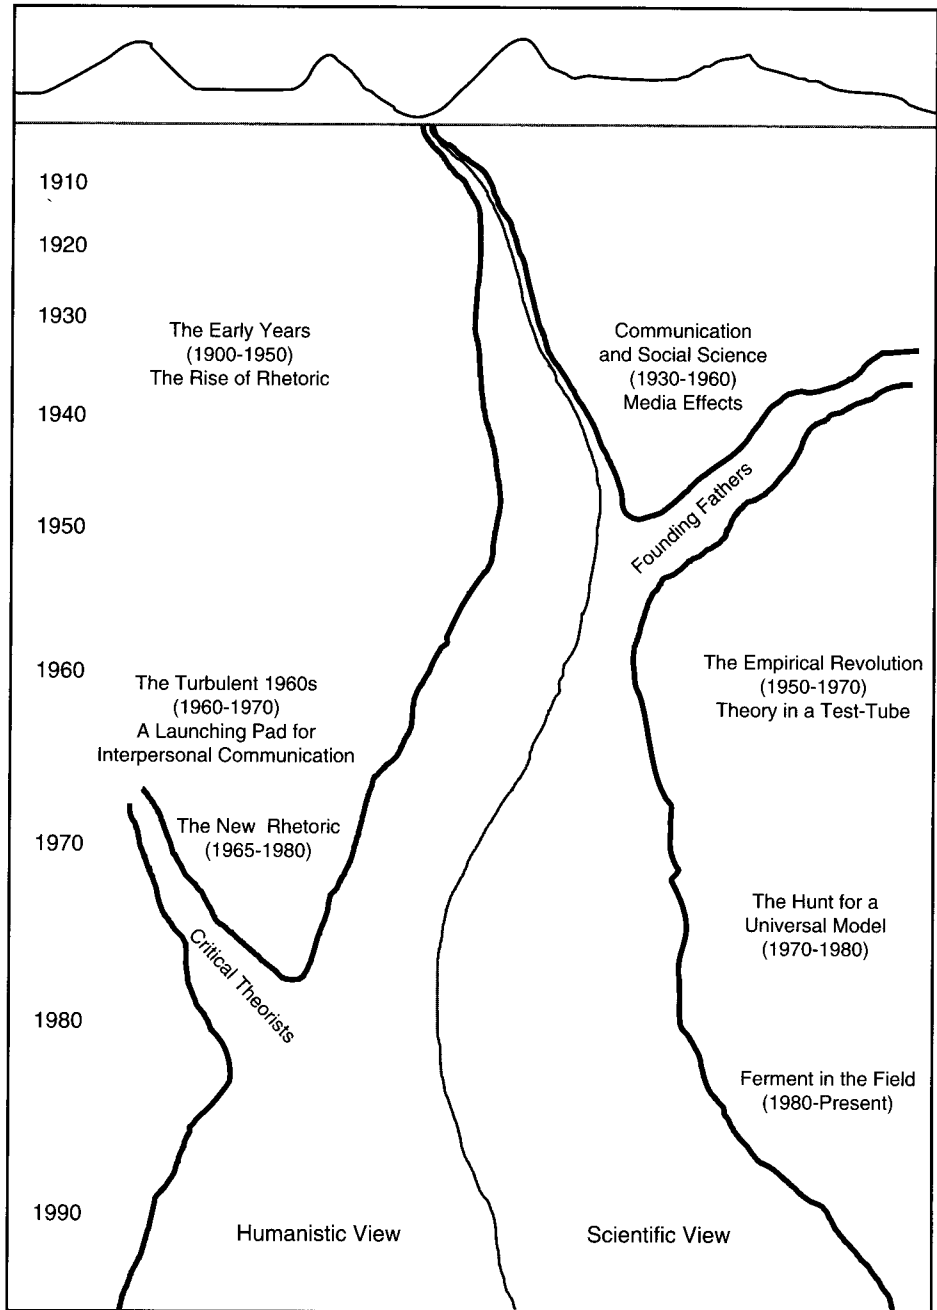 1910
1920
1930
The Early Years
(1900-1950)
The Rise of Rhetoric
Communication
and Social Science
(1930-1960)
Media Effects
1940
Founding Fathers
1950
1960
The Turbulent 1960s
(1960-1970)
A Launching Pad for
Interpersonal Communication
The Empirical Revolution
(1950-1970)
Theory in a Test-Tube
The New Rhetoric
(1965-1980)
1970
Critical Theorists
The Hunt for a
Universal Model
(1970-1980)
1980
Ferment in the Field
(1980-Present)
1990
Humanistic View
Scientific View